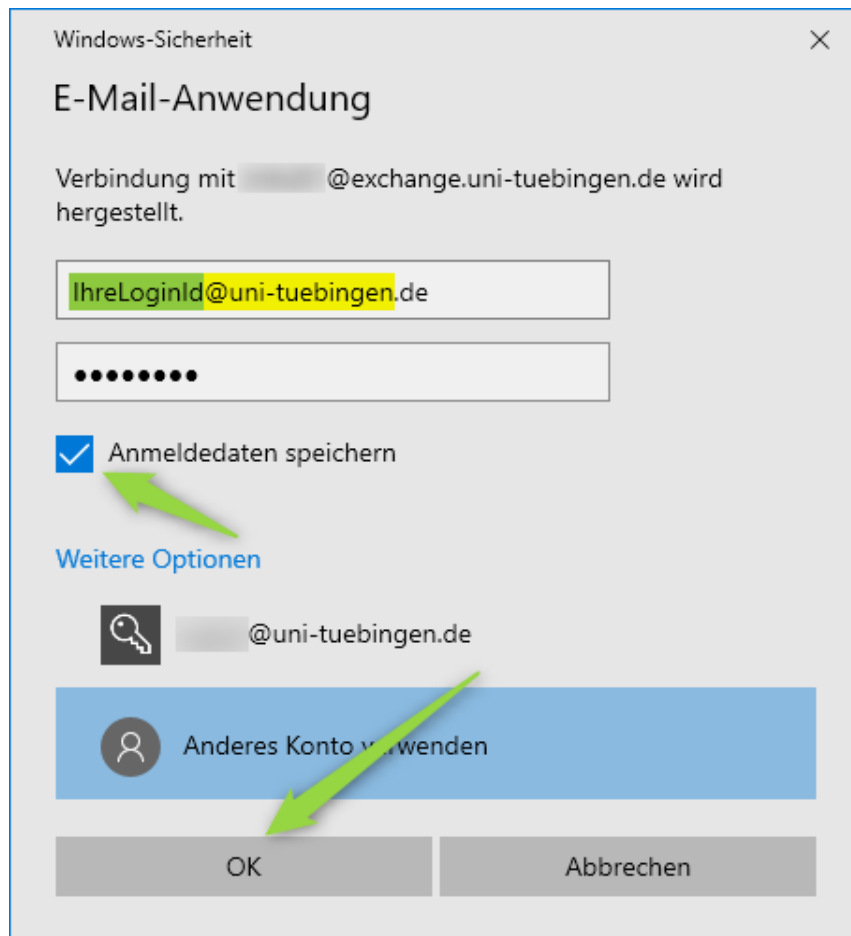 Windows-Sicherheit
E-Mail-Anwendung
Verbindung mit @exchange.uni-tuebingen.de wird
hergestellt.
IhreLoginId@uni-tuebingen.de
●●●●●●●●
Anmeldedaten speichern
Weitere Optionen
@uni-tuebingen.de
Anderes Konto verwenden
OK
Abbrechen